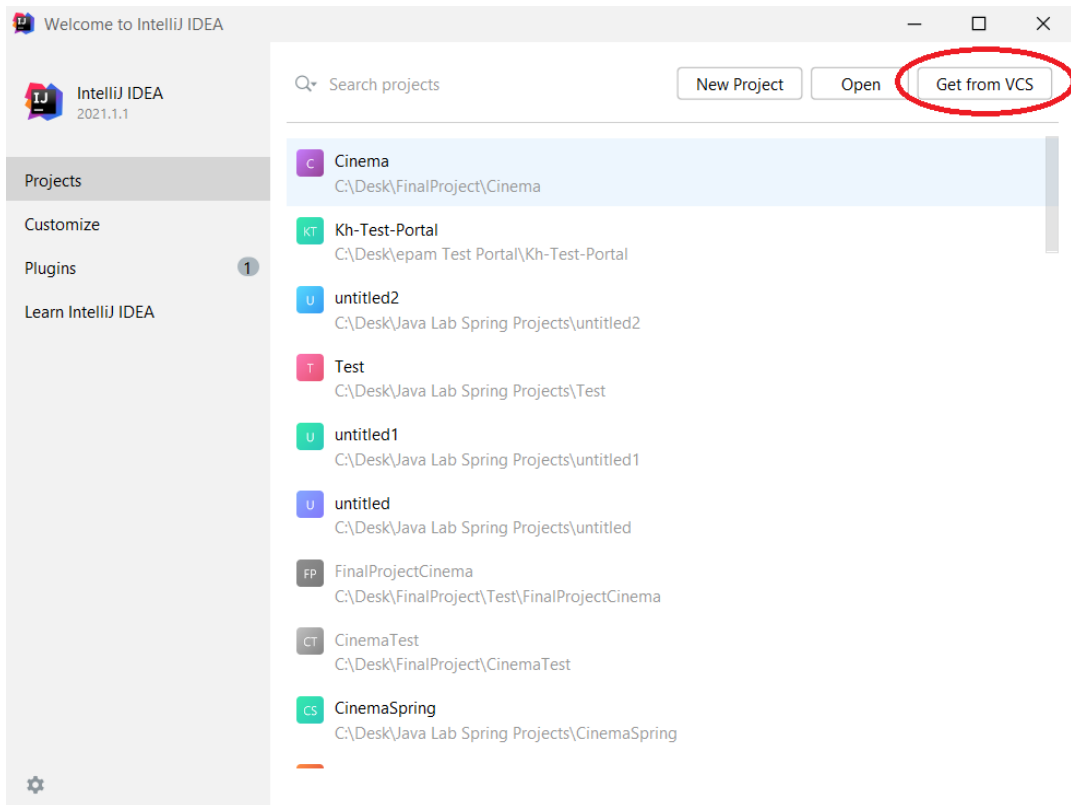 Welcome to IntelliJ IDEA
IntelliJ IDEA
2021.1.1
Search projects
New Project
Open
Get from VCS
Projects
Customize
Plugins
1
Learn IntelliJ IDEA
C
Cinema
C:\Desk\FinalProject\Cinema
KT
Kh-Test-Portal
C:\Desk\epam Test Portal\Kh-Test-Portal
U
untitled2
C:\Desk\Java Lab Spring Projects\untitled2
T
Test
C:\Desk\Java Lab Spring Projects\Test
U
untitled1
C:\Desk\Java Lab Spring Projects\untitled1
U
untitled
C:\Desk\Java Lab Spring Projects\untitled
FP
FinalProjectCinema
C:\Desk\FinalProject\Test\FinalProjectCinema
CT
CinemaTest
C:\Desk\FinalProject\CinemaTest
CS
CinemaSpring
C:\Desk\Java Lab Spring Projects\CinemaSpring